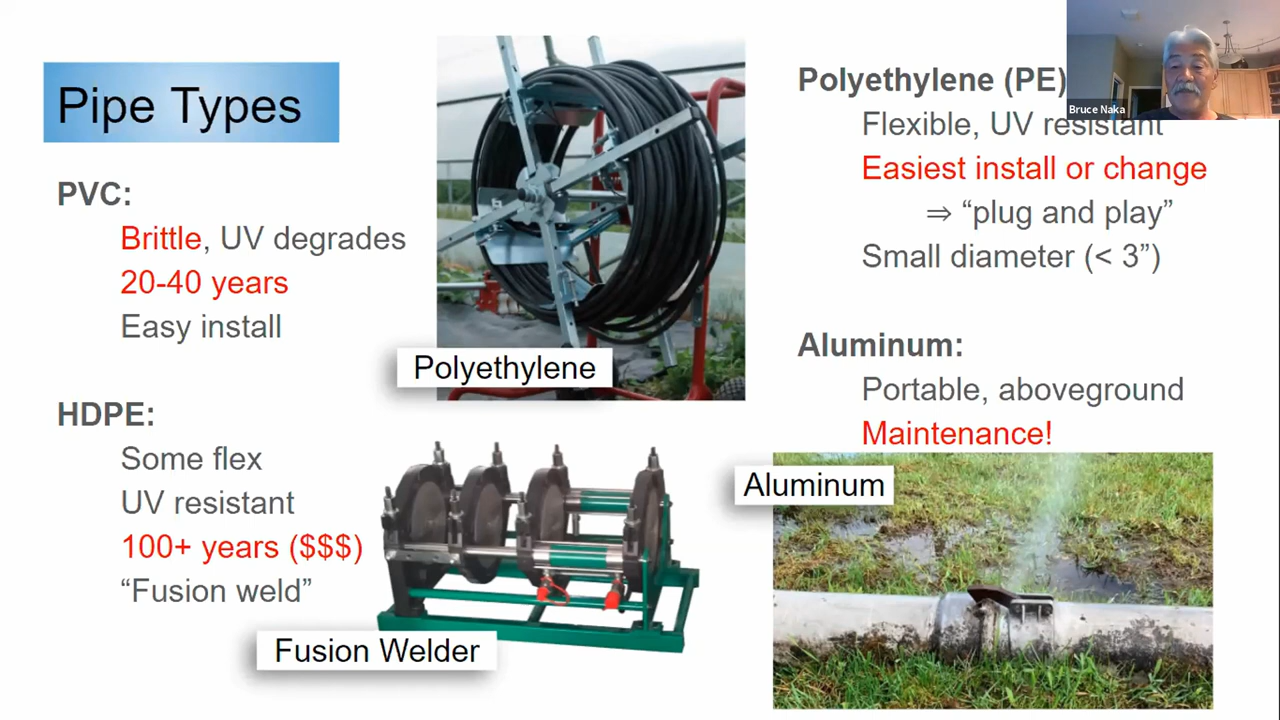 Pipe Types
PVC:
Brittle, UV degrades
20-40 years
Easy install
HDPE:
Some flex
UV resistant
100+ years ($$$)
“Fusion weld”
Polyethylene
Fusion Welder
Polyethylene (PE)
Flexible, UV resistant
Easiest install or change
⇒ “plug and play”
Small diameter (< 3”)
Aluminum:
Portable, aboveground
Maintenance!
Aluminum
Bruce Naka